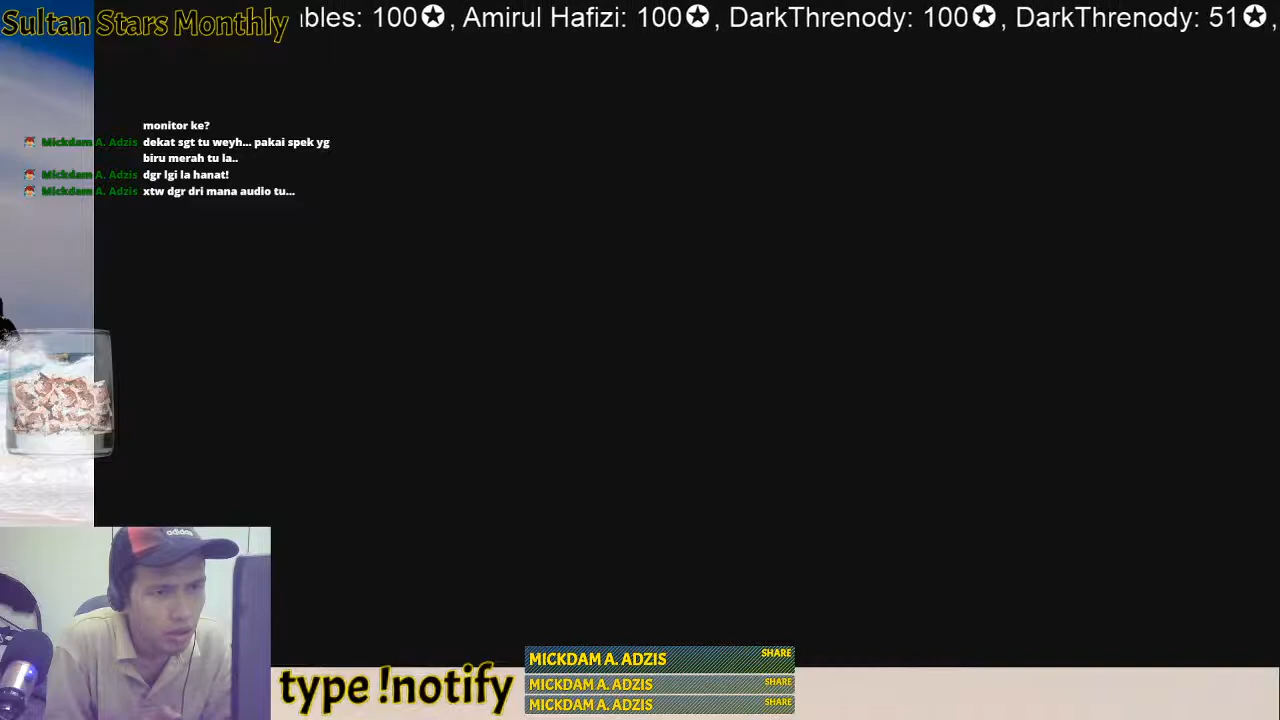 Sultan Stars Monthly
bles: 100✪, Amirul Hafizi: 100✪, DarkThrenody: 100✪, DarkThrenody: 51✪,
monitor ke?
Mickdam A. Adzis dekat sgt tu weyh... pakai spek yg
biru merah tu la..
Mickdam A. Adzis dgr lgi la hanat!
Mickdam A. Adzis xtw dgr dri mana audio tu...
adidas
type !notify
MICKDAM A. ADZIS SHARE
MICKDAM A. ADZIS SHARE
MICKDAM A. ADZIS SHARE